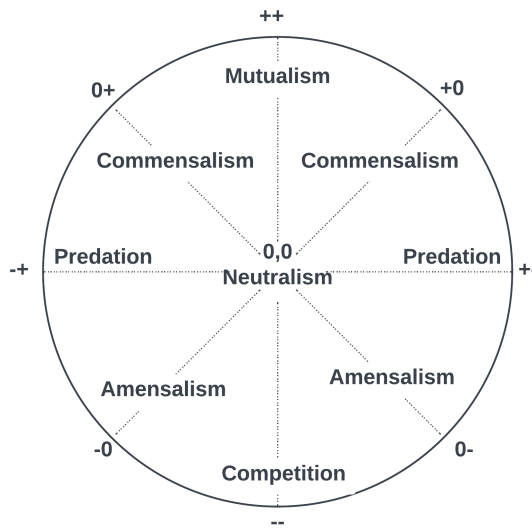 ++
Mutualism
0+
+0
Commensalism
Commensalism
0,0
-+
Predation
Predation
+
Neutralism
Amensalism
Amensalism
-0
0-
Competition
--